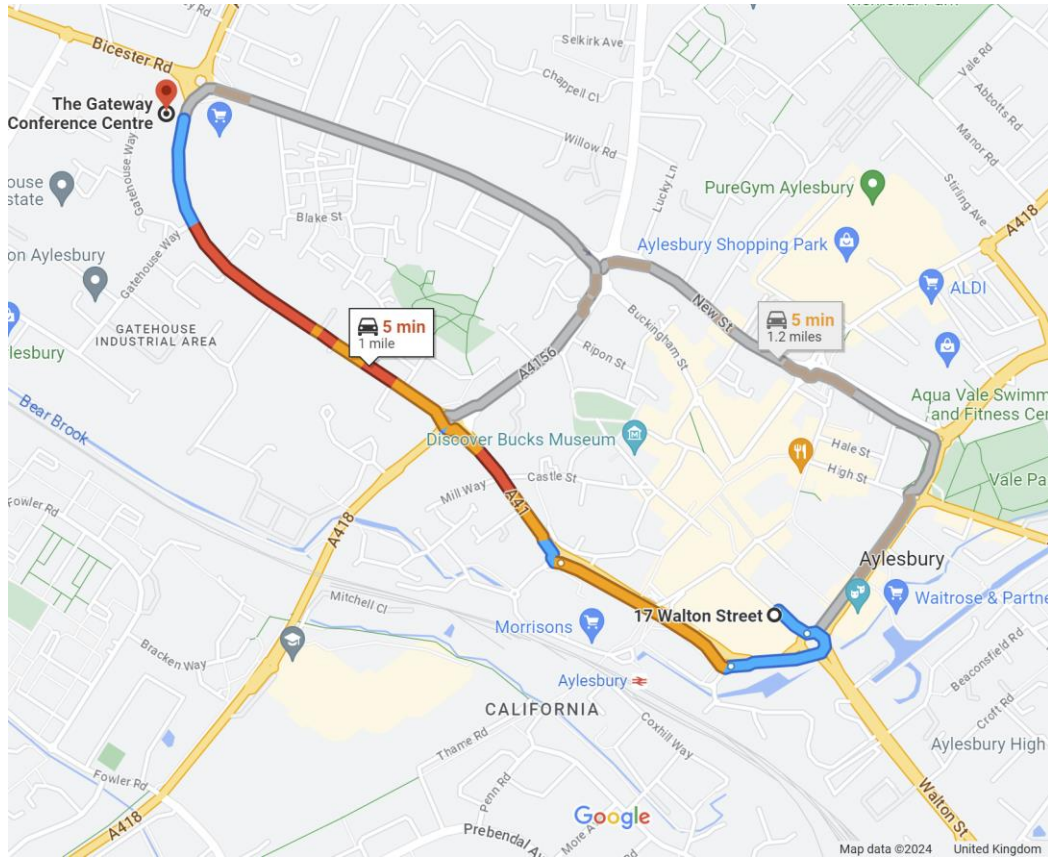 Bicester Rd
Selkirk Ave
Chappell Cl
Vale Rd
Abbotts Rd
The Gateway
Conference Centre
Gatehouse Way
Willow Rd
Manor Rd
Lucky Ln
Stirling Ave
PureGym Aylesbury
A418
ouse
state
Blake St
Aylesbury Shopping Park
on Aylesbury
Gatehouse Way
ALDI
GATEHOUSE
INDUSTRIAL AREA
5 min
1 mile
New St
5 min
1.2 miles
lesbury
Buckingham St
Ripon St
A4156
Aqua Vale Swimm
and Fitness Cen
Bear Brook
Discover Bucks Museum
Hale St
High St
Vale Pa
Mill Way
Castle St
A41
Fowler Rd
A418
Aylesbury
Mitchell Cl
Waitrose & Partne
17 Walton Street
Morrisons
Bracken Way
Beaconsfield Rd
Aylesbury
CALIFORNIA
Croft Rd
Coxhill Way
Thame Rd
Aylesbury High
Fowler Rd
Penn Rd
Walton St
A418
Google
More A
Prebendal Av
Map data ©2024 United Kingdom